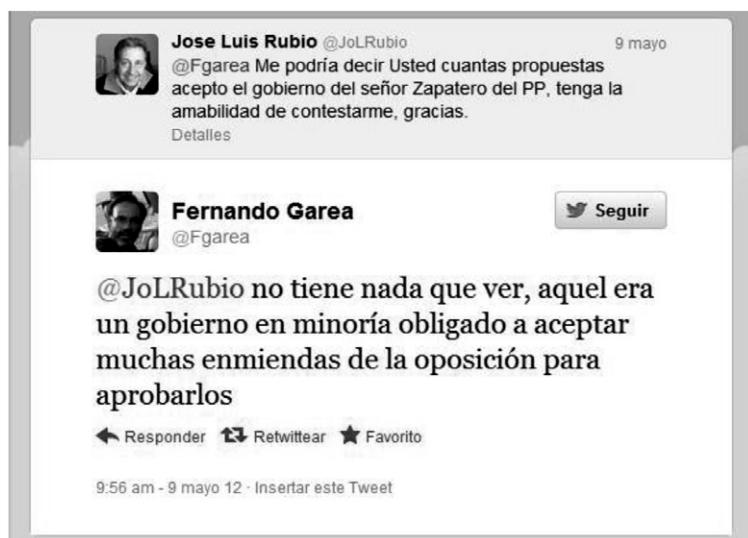 Jose Luis Rubio @JoLRubio 9 mayo
@Fgarea Me podría decir Usted cuantas propuestas
acepto el gobierno del señor Zapatero del PP, tenga la
amabilidad de contestarme, gracias.
Detalles
Fernando Garea
@Fgarea
Seguir
@JoLRubio no tiene nada que ver, aquel era
un gobierno en minoría obligado a aceptar
muchas enmiendas de la oposición para
aprobarlos
Responder Retwittear Favorito
9:56 am - 9 mayo 12 · Insertar este Tweet